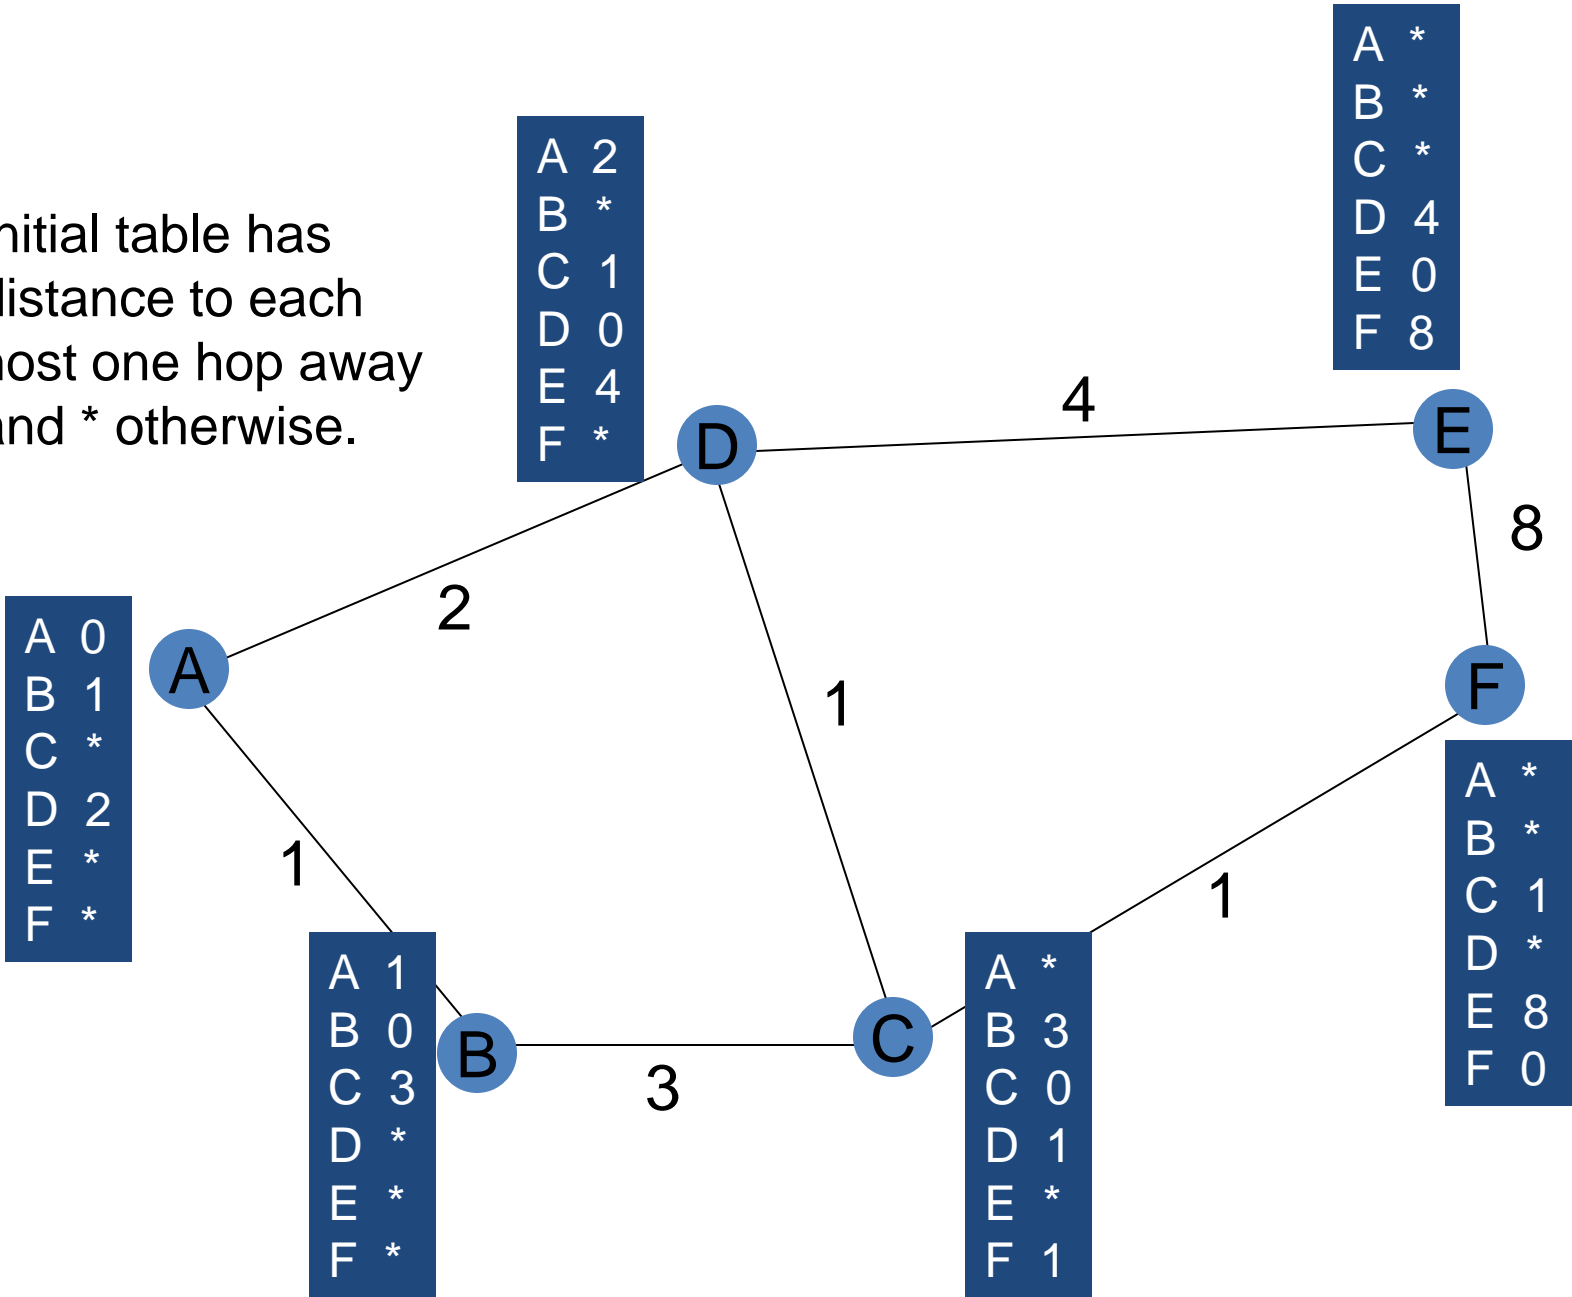 nitial table has
listance to each
ost one hop away
and * otherwise.
A 2
B *
C 1
D 0
E 4
F *
A *
B *
C *
D 4
E 0
F 8
D
4
E
8
2
A 0
B 1
C *
D 2
E *
F *
A
1
F
1
A 1
B 0
C 3
D *
E *
F *
B
3
C
A *
B 3
C 0
D 1
E *
F 1
1
A *
B *
C 1
D *
E 8
F 0